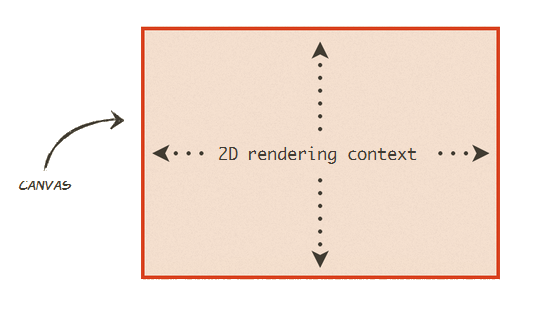 2D rendering context
CANVAS